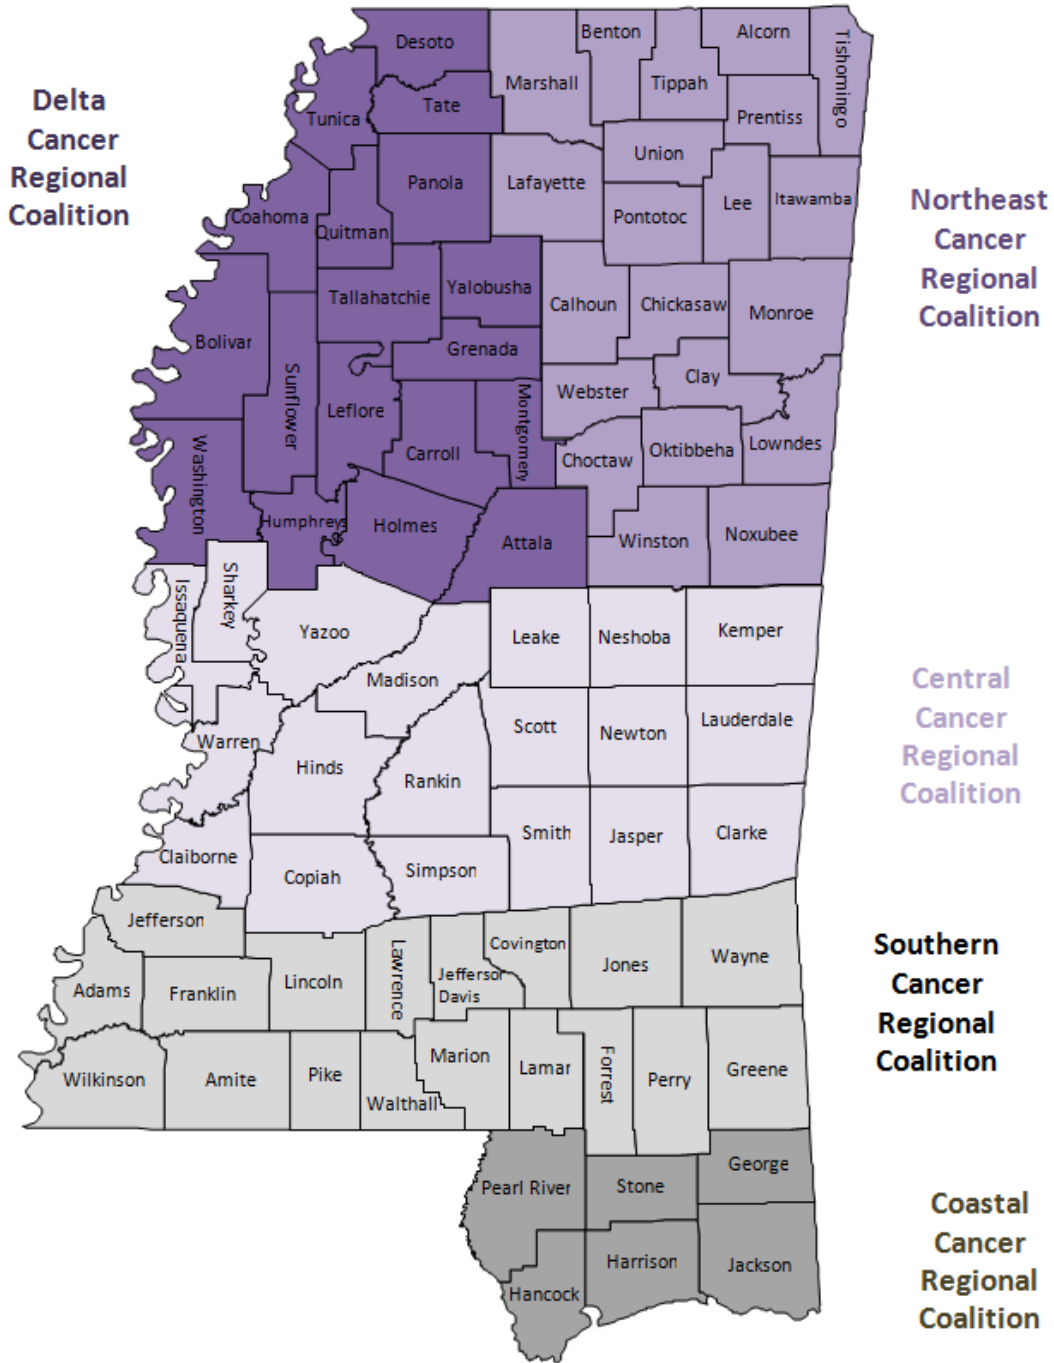 Delta
Cancer
Regional
Coalition
Northeast
Cancer
Regional
Coalition
Central
Cancer
Regional
Coalition
Southern
Cancer
Regional
Coalition
Coastal
Cancer
Regional
Coalition
Desoto
Benton
Alcorn
Tishomingo
Marshall
Tippah
Tate
Tunica
Prentiss
Union
Panola
Lafayette
Lee
Itawamba
Coahoma
Quitman
Pontotoc
Tallahatchie
Yalobusha
Calhoun
Chickasaw
Monroe
Bolivar
Grenada
Sunflower
Leflore
Montgomery
Webster
Clay
Washington
Carroll
Choctaw
Oktibbeha
Lowndes
Humphreys
Holmes
Attala
Winston
Noxubee
Issaquena
Sharkey
Yazoo
Leake
Neshoba
Kemper
Madison
Warren
Scott
Newton
Lauderdale
Hinds
Rankin
Claiborne
Smith
Jasper
Clarke
Copiah
Simpson
Jefferson
Lawrence
Covington
Adams
Franklin
Lincoln
Jefferson
Davis
Jones
Wayne
Wilkinson
Amite
Pike
Walthall
Marion
Lamar
Forrest
Perry
Greene
Pearl River
Stone
George
Hancock
Harrison
Jackson